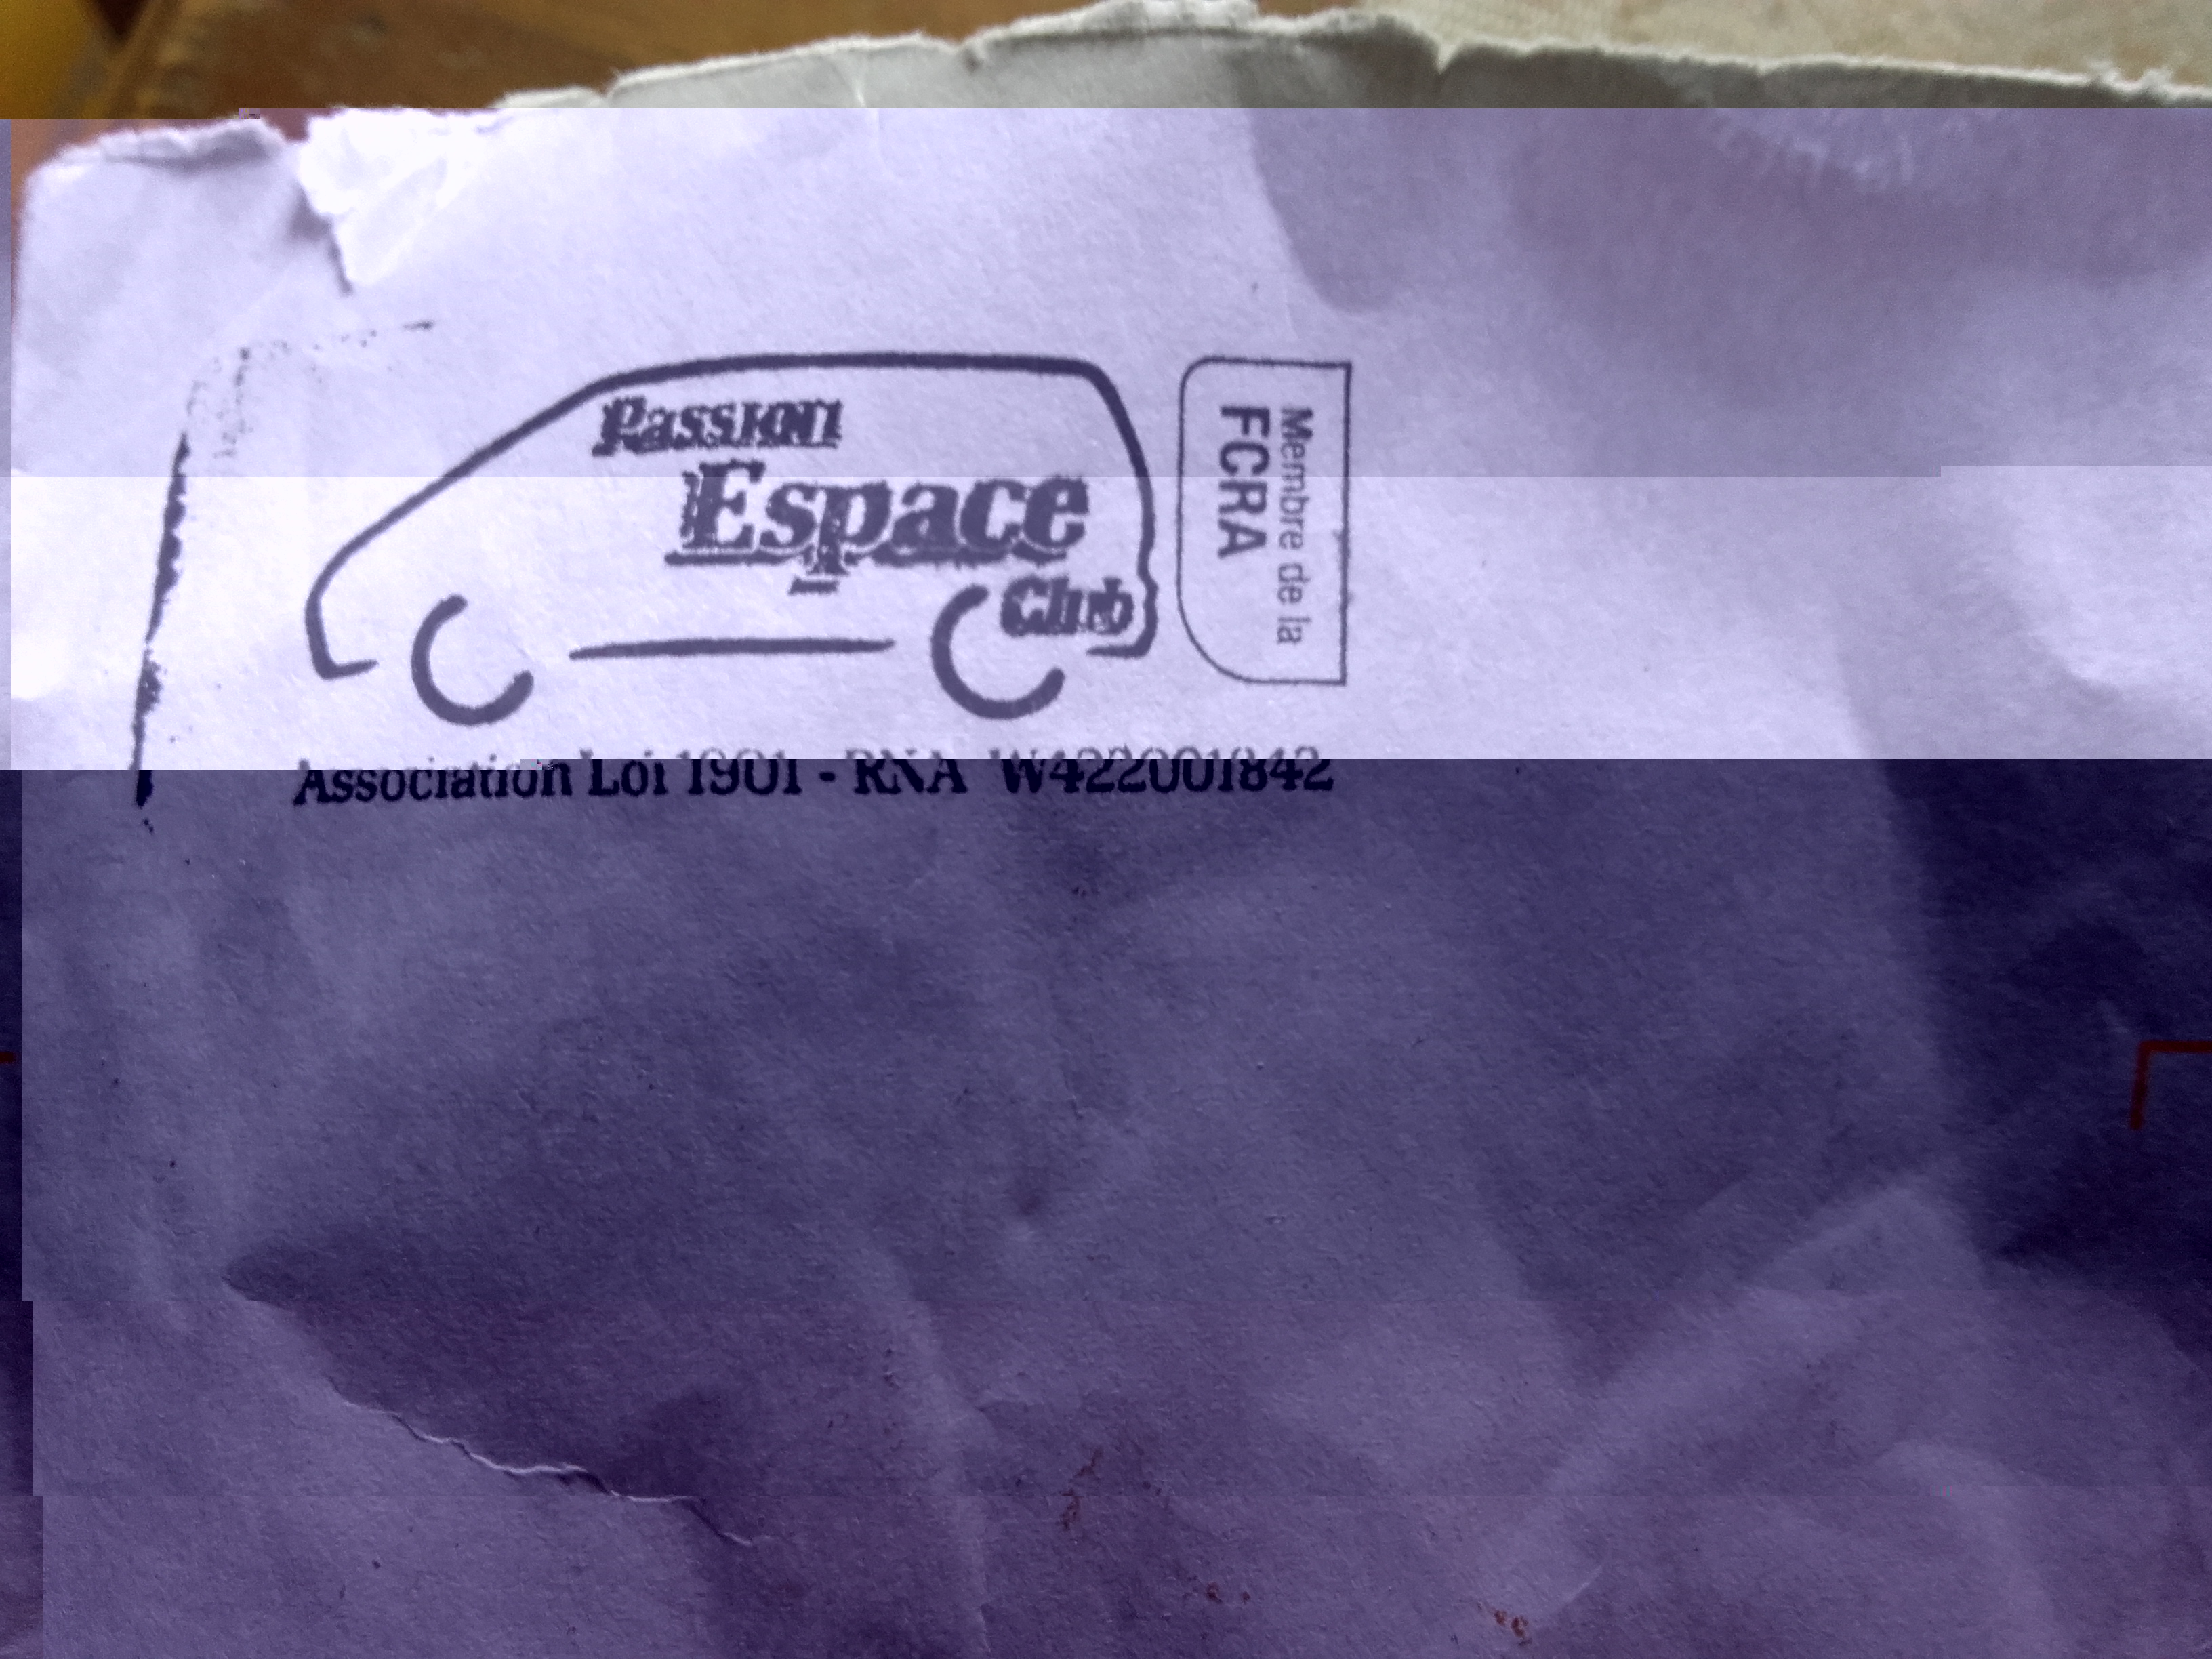 Passion
Espace
Club
Membre de la
FCRA
Association Loi 1901 - RNA W422001842